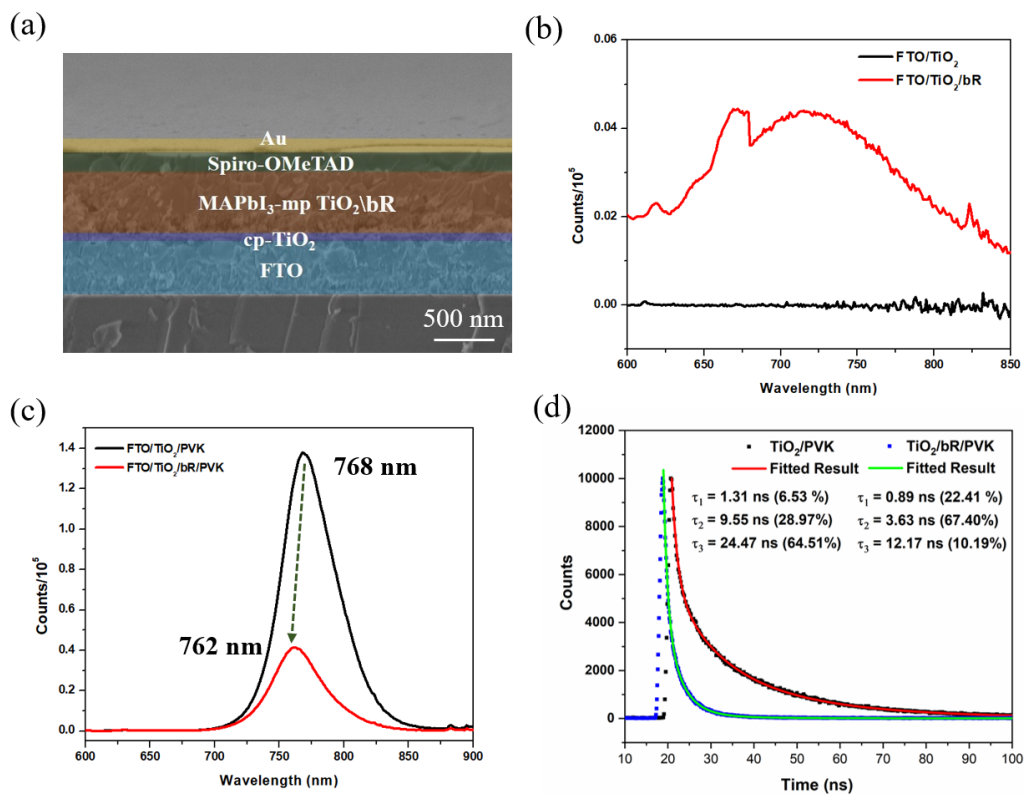 (a)
Au
Spiro-OMeTAD
MAPbI₃-mp TiO₂\bR
cp-TiO₂
FTO
500 nm
(b)
0.06
0.04
0.02
0.00
Counts/10⁵
FTO/TiO₂
FTO/TiO₂/bR
600 650 700 750 800 850
Wavelength (nm)
(c)
1.4
1.2
1.0
0.8
0.6
0.4
0.2
0.0
Counts/10⁵
FTO/TiO₂/PVK
FTO/TiO₂/bR/PVK
768 nm
762 nm
600 650 700 750 800 850 900
Wavelength (nm)
(d)
12000
10000
8000
6000
4000
2000
0
Counts
TiO₂/PVK TiO₂/bR/PVK
Fitted Result Fitted Result
τ₁ = 1.31 ns (6.53 %) τ₁ = 0.89 ns (22.41 %)
τ₂ = 9.55 ns (28.97%) τ₂ = 3.63 ns (67.40%)
τ₃ = 24.47 ns (64.51%) τ₃ = 12.17 ns (10.19%)
10 20 30 40 50 60 70 80 90 100
Time (ns)